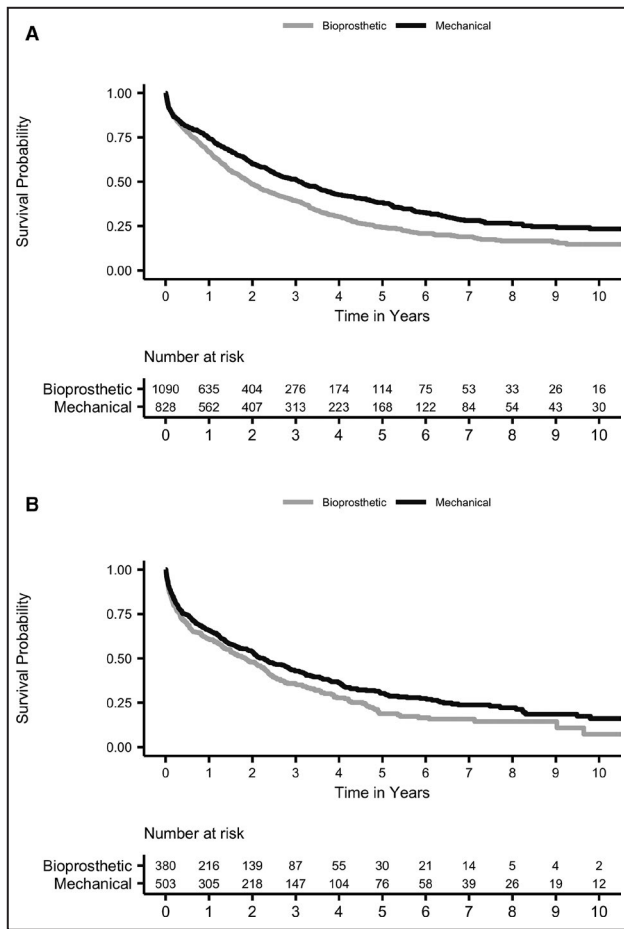 A
Bioprosthetic Mechanical
Survival Probability
1.00
0.75
0.50
0.25
0.00
0 1 2 3 4 5 6 7 8 9 10
Time in Years
Number at risk
Bioprosthetic 1090 635 404 276 174 114 75 53 33 26 16
Mechanical 828 562 407 313 223 168 122 84 54 43 30
0 1 2 3 4 5 6 7 8 9 10
B
Bioprosthetic Mechanical
Survival Probability
1.00
0.75
0.50
0.25
0.00
0 1 2 3 4 5 6 7 8 9 10
Time in Years
Number at risk
Bioprosthetic 380 216 139 87 55 30 21 14 5 4 2
Mechanical 503 305 218 147 104 76 58 39 26 19 12
0 1 2 3 4 5 6 7 8 9 10